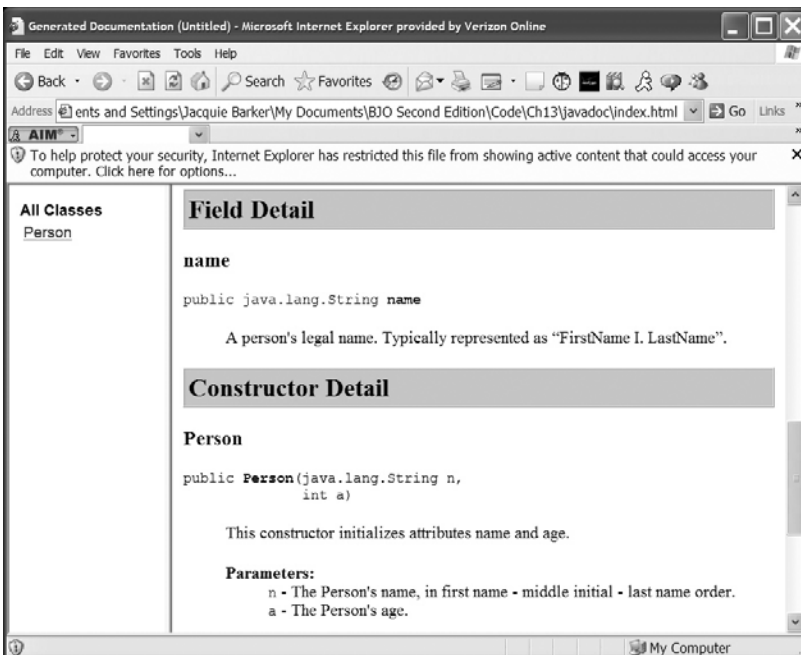 Generated Documentation (Untitled) - Microsoft Internet Explorer provided by Verizon Online
File Edit View Favorites Tools Help
Back Search Favorites
Address ents and Settings\Jacquie Barker\My Documents\BJO Second Edition\Code\Ch13\javadoc\index.html Go Links »
AIM® »
To help protect your security, Internet Explorer has restricted this file from showing active content that could access your
computer. Click here for options...
All Classes
Person
Field Detail
name
public java.lang.String name
A person's legal name. Typically represented as “FirstName I. LastName”.
Constructor Detail
Person
public Person(java.lang.String n,
int a)
This constructor initializes attributes name and age.
Parameters:
n - The Person's name, in first name - middle initial - last name order.
a - The Person's age.
My Computer